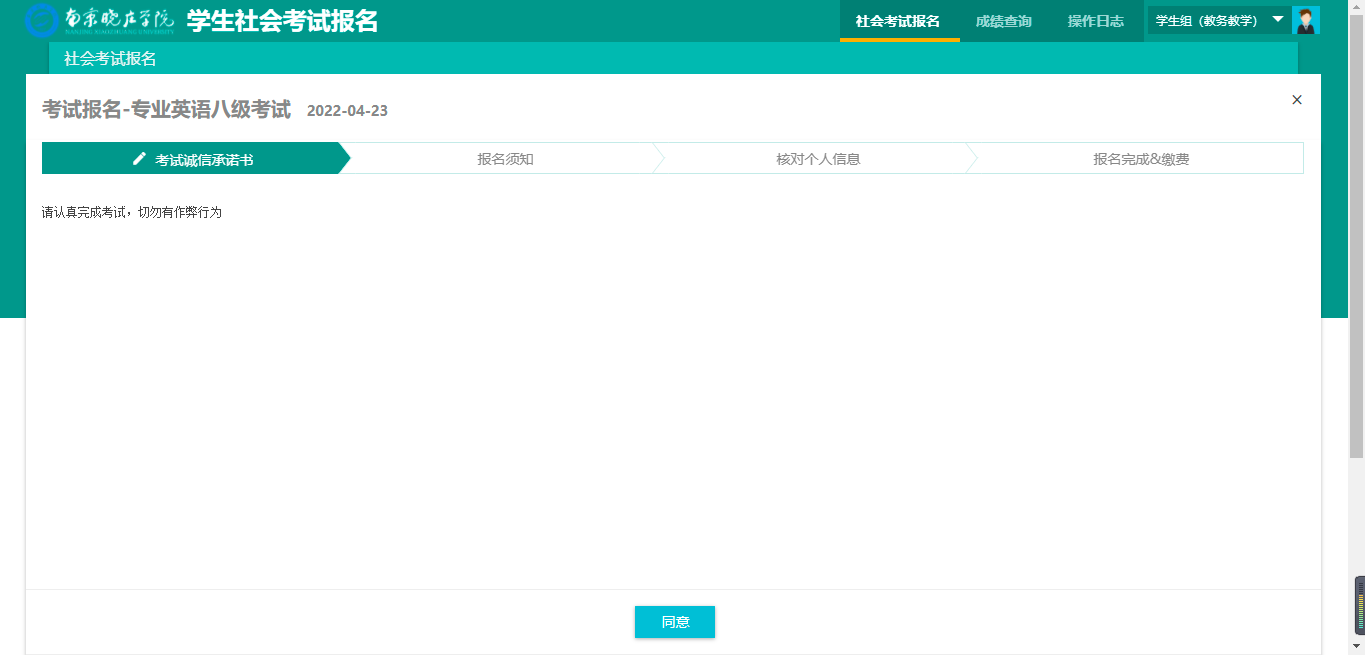 南京晓庄学院 学生社会考试报名 社会考试报名 成绩查询 操作日志 学生组（教务教学）
社会考试报名
考试报名-专业英语八级考试 2022-04-23
考试诚信承诺书 报名须知 核对个人信息 报名完成&缴费
请认真完成考试，切勿有作弊行为
同意